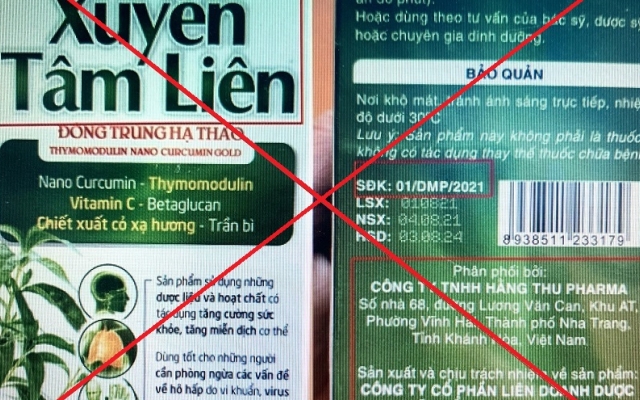 Xuyên
Tâm Liên
ĐÔNG TRÙNG HẠ THẢO
THYMOMODULIN NANO CURCUMIN GOLD
Nano Curcumin - Thymomodulin
Vitamin C - Betaglucan
Chiết xuất cỏ xạ hương - Trần bì
Sản phẩm sử dụng những
dược liệu và hoạt chất có
tác dụng tăng cường sức
khỏe, tăng miễn dịch cơ thể
Dùng tốt cho những người
cần phòng ngừa các vấn đề
về hô hấp do vi khuẩn, virus
Hoặc dùng theo tư vấn của bác sỹ, dược sỹ
hoặc chuyên gia dinh dưỡng.
BẢO QUẢN
Nơi khô mát, tránh ánh sáng trực tiếp, nhiệ
độ dưới 30°C
Lưu ý: Sản phẩm này không phải là thuốc
không có tác dụng thay thế thuốc chữa bện
SĐK: 01/DMP/2021
LSX: 010821
NSX: 04.08.21
HSD: 03.08.24
8 938511 233179
Phân phối bởi:
CÔNG TY TNHH HẰNG THU PHARMA
Số nhà 68, đường Lương Văn Can, Khu AT,
Phường Vĩnh Hải, Thành phố Nha Trang,
Tỉnh Khánh Hòa, Việt Nam
Sản xuất và chịu trách nhiệm về sản phẩm:
CÔNG TY CỔ PHẦN LIÊN DOANH DƯỢC